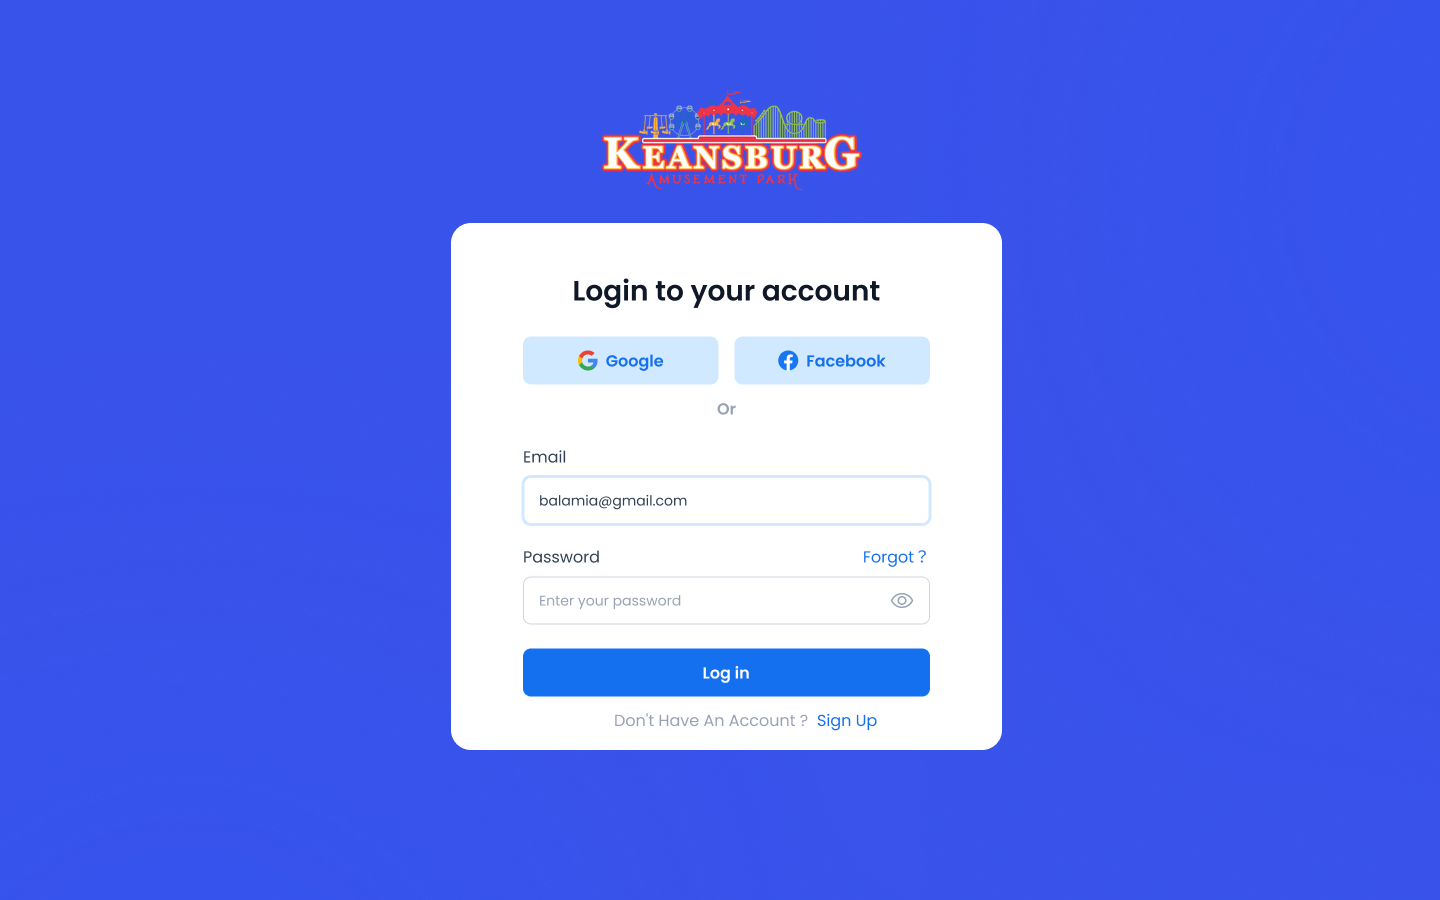 KEANSBURG
AMUSEMENT PARK
Login to your account
Google
Facebook
Or
Email
balamia@gmail.com
Password
Forgot ?
Enter your password
Log in
Don't Have An Account ? Sign Up